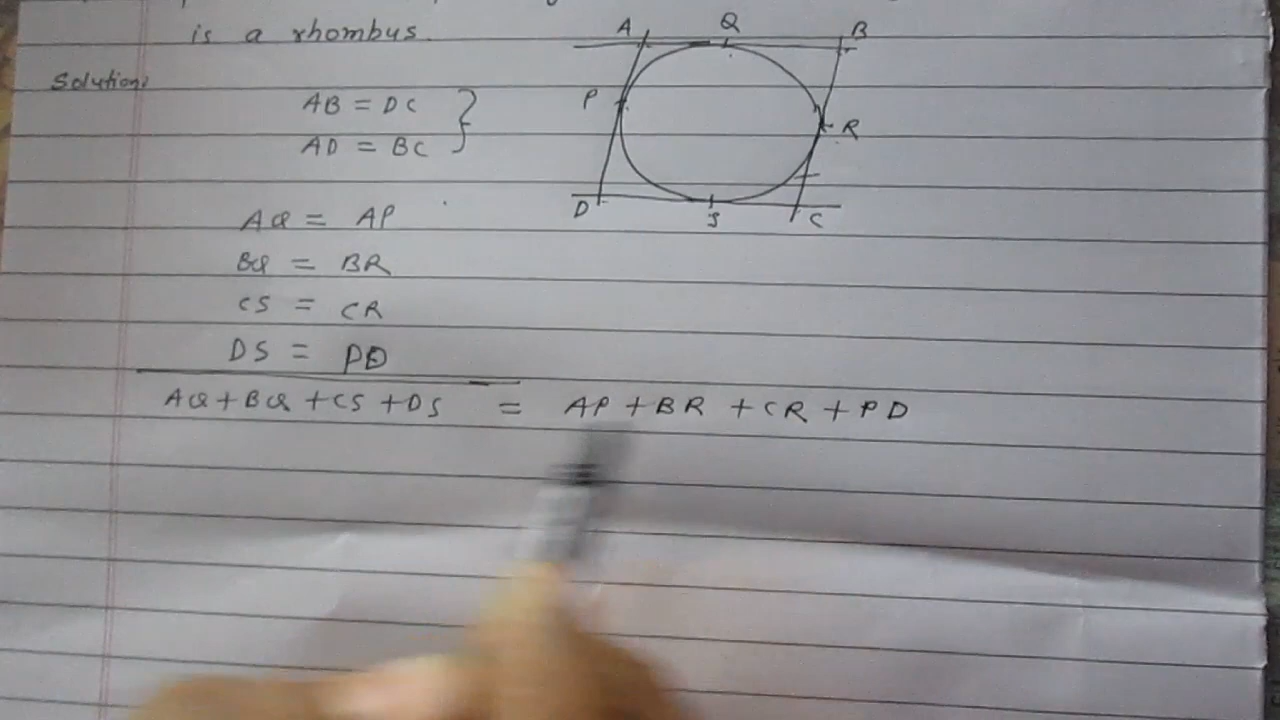 is a rhombus.
Solution:
AB = DC
AD = BC }
AQ = AP
BQ = BR
CS = CR
DS = PD
AQ + BQ + CS + DS = AP + BR + CR + PD
A Q B
P R
D S C